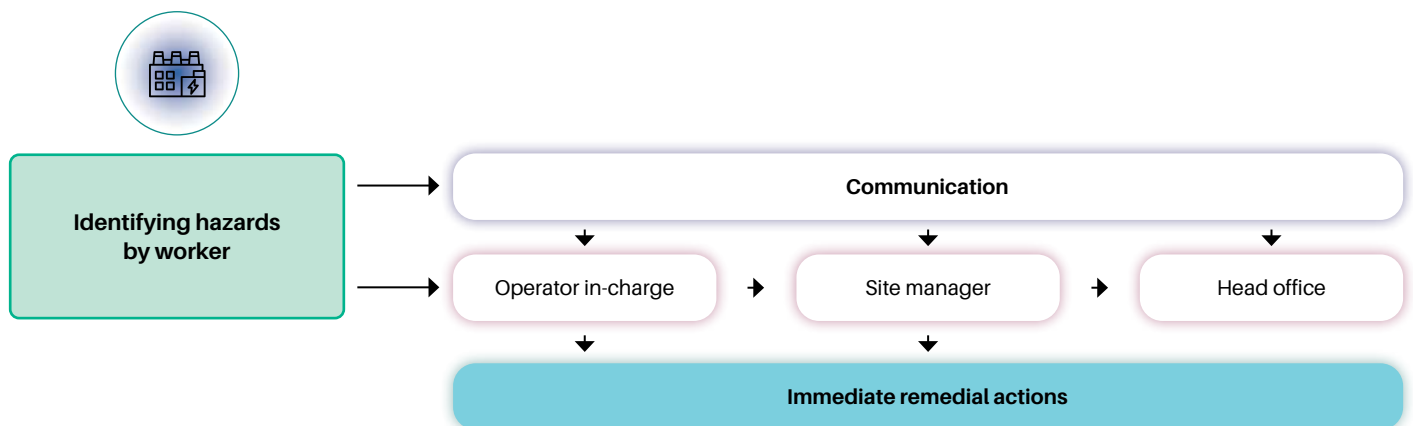 Identifying hazards
by worker
Communication
Operator in-charge
Site manager
Head office
Immediate remedial actions